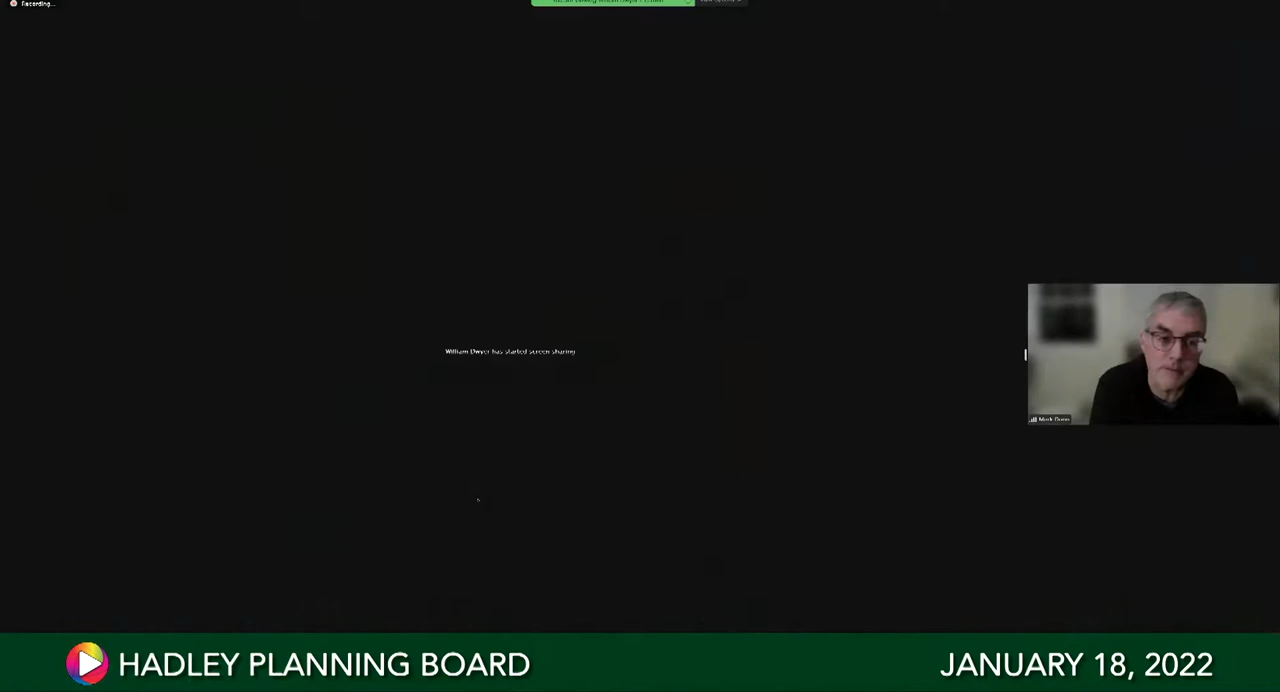 Recording...
William Dwyer has started screen sharing
HADLEY PLANNING BOARD
JANUARY 18, 2022